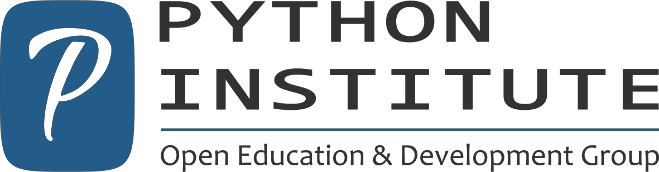 P
PYTHON
INSTITUTE
Open Education & Development Group